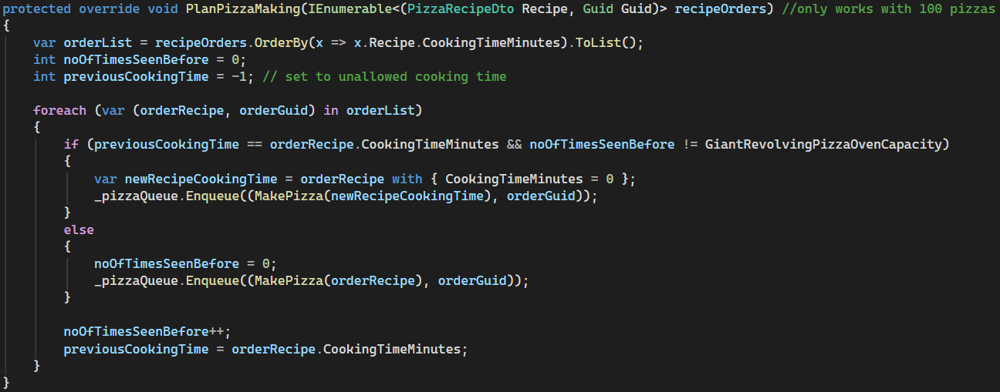 protected override void PlanPizzaMaking(IEnumerable<(PizzaRecipeDto Recipe, Guid Guid)> recipeOrders) //only works with 100 pizzas
{
    var orderList = recipeOrders.OrderBy(x => x.Recipe.CookingTimeMinutes).ToList();
    int noOfTimesSeenBefore = 0;
    int previousCookingTime = -1; // set to unallowed cooking time

    foreach (var (orderRecipe, orderGuid) in orderList)
    {
        if (previousCookingTime == orderRecipe.CookingTimeMinutes && noOfTimesSeenBefore != GiantRevolvingPizzaOvenCapacity)
        {
            var newRecipeCookingTime = orderRecipe with { CookingTimeMinutes = 0 };
            _pizzaQueue.Enqueue((MakePizza(newRecipeCookingTime), orderGuid));
        }
        else
        {
            noOfTimesSeenBefore = 0;
            _pizzaQueue.Enqueue((MakePizza(orderRecipe), orderGuid));
        }

        noOfTimesSeenBefore++;
        previousCookingTime = orderRecipe.CookingTimeMinutes;
    }
}